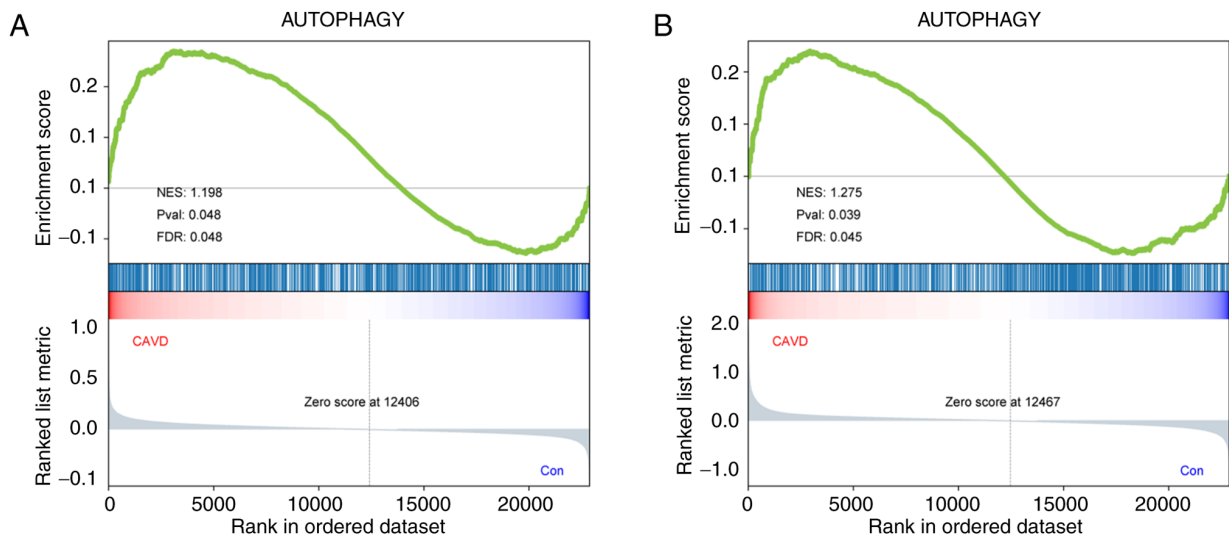 A
AUTOPHAGY
Enrichment score
0.2
0.1
0.1
−0.1
NES: 1.198
Pval: 0.048
FDR: 0.048
Ranked list metric
1.0
0.5
0.0
−0.1
CAVD
Zero score at 12406
Con
0 5000 10000 15000 20000
Rank in ordered dataset
B
AUTOPHAGY
Enrichment score
0.2
0.1
0.1
−0.1
NES: 1.275
Pval: 0.039
FDR: 0.045
Ranked list metric
2.0
1.0
0.0
−1.0
CAVD
Zero score at 12467
Con
0 5000 10000 15000 20000
Rank in ordered dataset